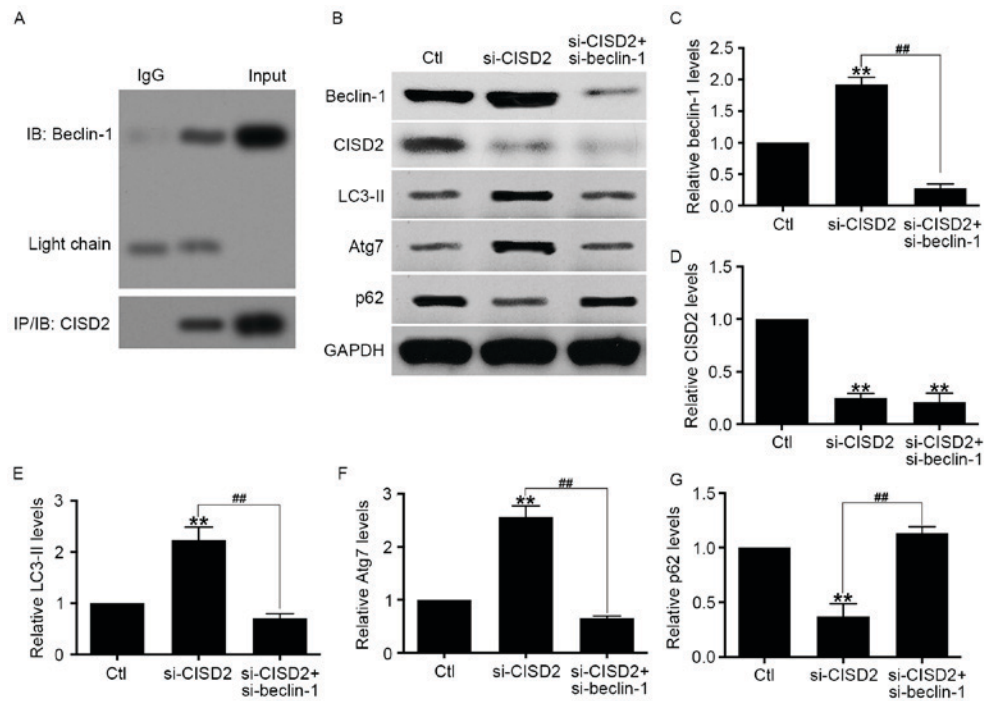 A
IgG
Input
IB: Beclin-1
Light chain
IP/IB: CISD2
B
Ctl
si-CISD2
si-CISD2+
si-beclin-1
Beclin-1
CISD2
LC3-II
Atg7
p62
GAPDH
C
Relative beclin-1 levels
2.5
2.0
1.5
1.0
0.5
0.0
**
##
Ctl
si-CISD2
si-CISD2+
si-beclin-1
D
Relative CISD2 levels
1.5
1.0
0.5
0.0
**
**
Ctl
si-CISD2
si-CISD2+
si-beclin-1
E
Relative LC3-II levels
3
2
1
0
**
##
Ctl
si-CISD2
si-CISD2+
si-beclin-1
F
Relative Atg7 levels
3
2
1
0
**
##
Ctl
si-CISD2
si-CISD2+
si-beclin-1
G
Relative p62 levels
1.5
1.0
0.5
0.0
**
##
Ctl
si-CISD2
si-CISD2+
si-beclin-1